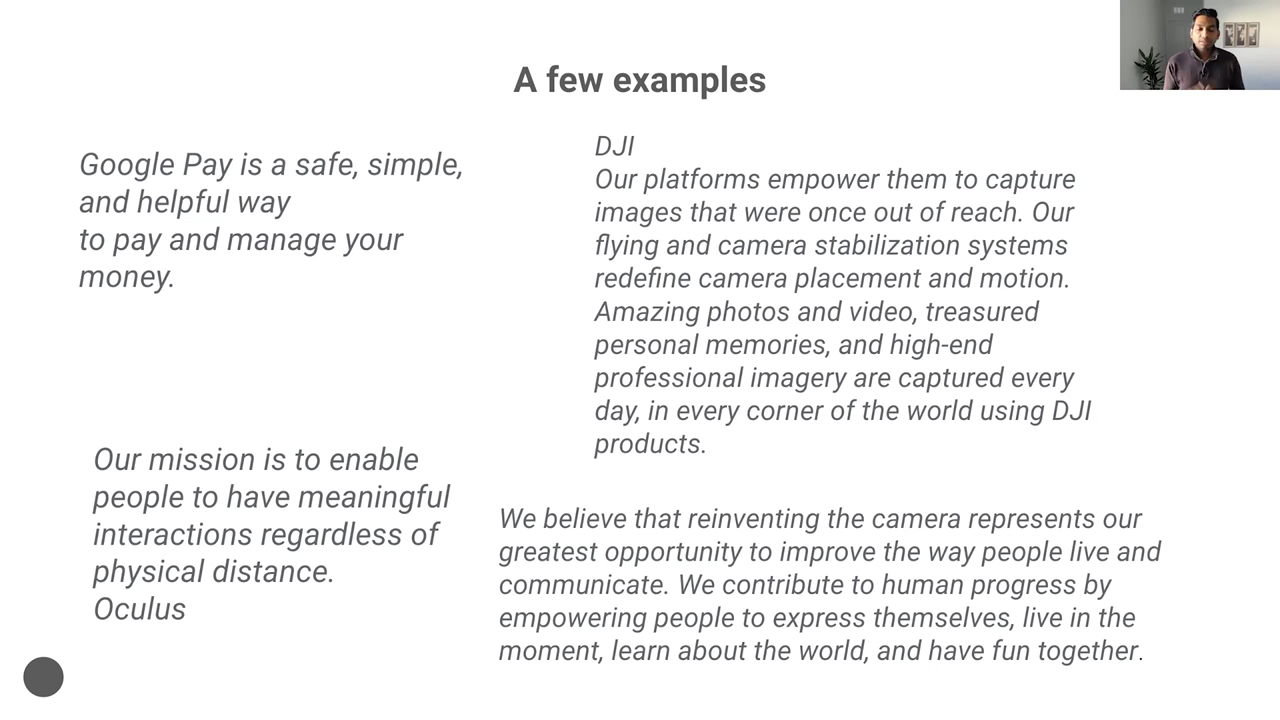 A few examples
Google Pay is a safe, simple,
and helpful way
to pay and manage your
money.
DJI
Our platforms empower them to capture
images that were once out of reach. Our
flying and camera stabilization systems
redefine camera placement and motion.
Amazing photos and video, treasured
personal memories, and high-end
professional imagery are captured every
day, in every corner of the world using DJI
products.
Our mission is to enable
people to have meaningful
interactions regardless of
physical distance.
Oculus
We believe that reinventing the camera represents our
greatest opportunity to improve the way people live and
communicate. We contribute to human progress by
empowering people to express themselves, live in the
moment, learn about the world, and have fun together.